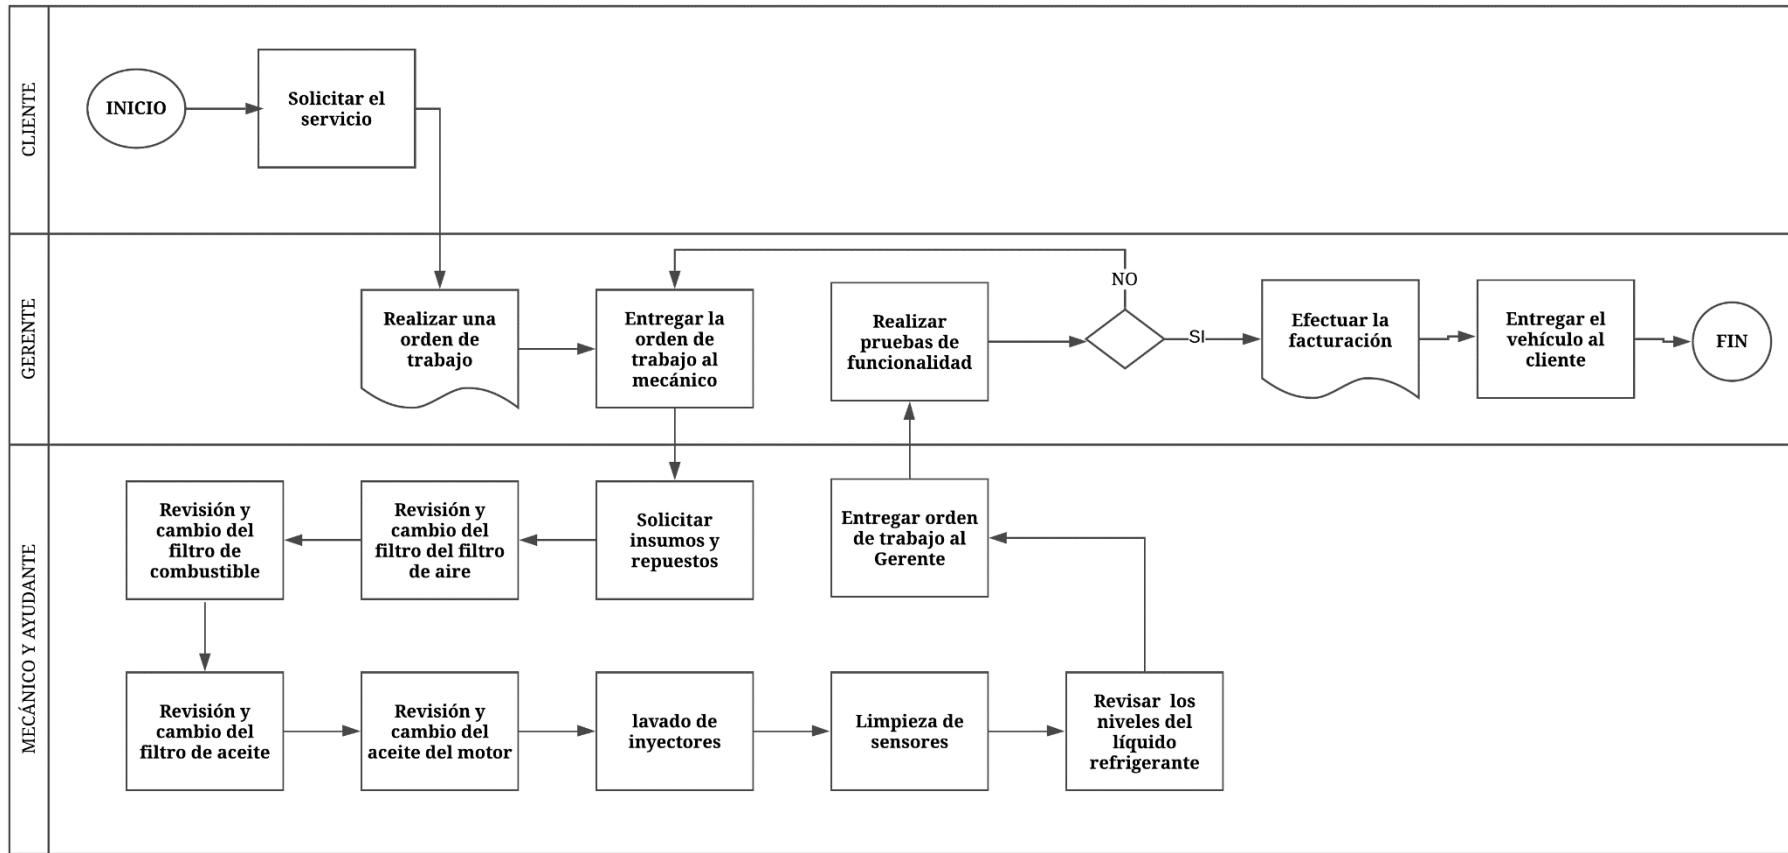 CLIENTE
INICIO
Solicitar el
servicio
GERENTE
Realizar una
orden de
trabajo
Entregar la
orden de
trabajo al
mecánico
Realizar
pruebas de
funcionalidad
NO
SI
Efectuar la
facturación
Entregar el
vehículo al
cliente
FIN
MECÁNICO Y AYUDANTE
Revisión y
cambio del
filtro de
combustible
Revisión y
cambio del
filtro del filtro
de aire
Solicitar
insumos y
repuestos
Entregar orden
de trabajo al
Gerente
Revisión y
cambio del
filtro de aceite
Revisión y
cambio del
aceite del motor
lavado de
inyectores
Limpieza de
sensores
Revisar los
niveles del
líquido
refrigerante